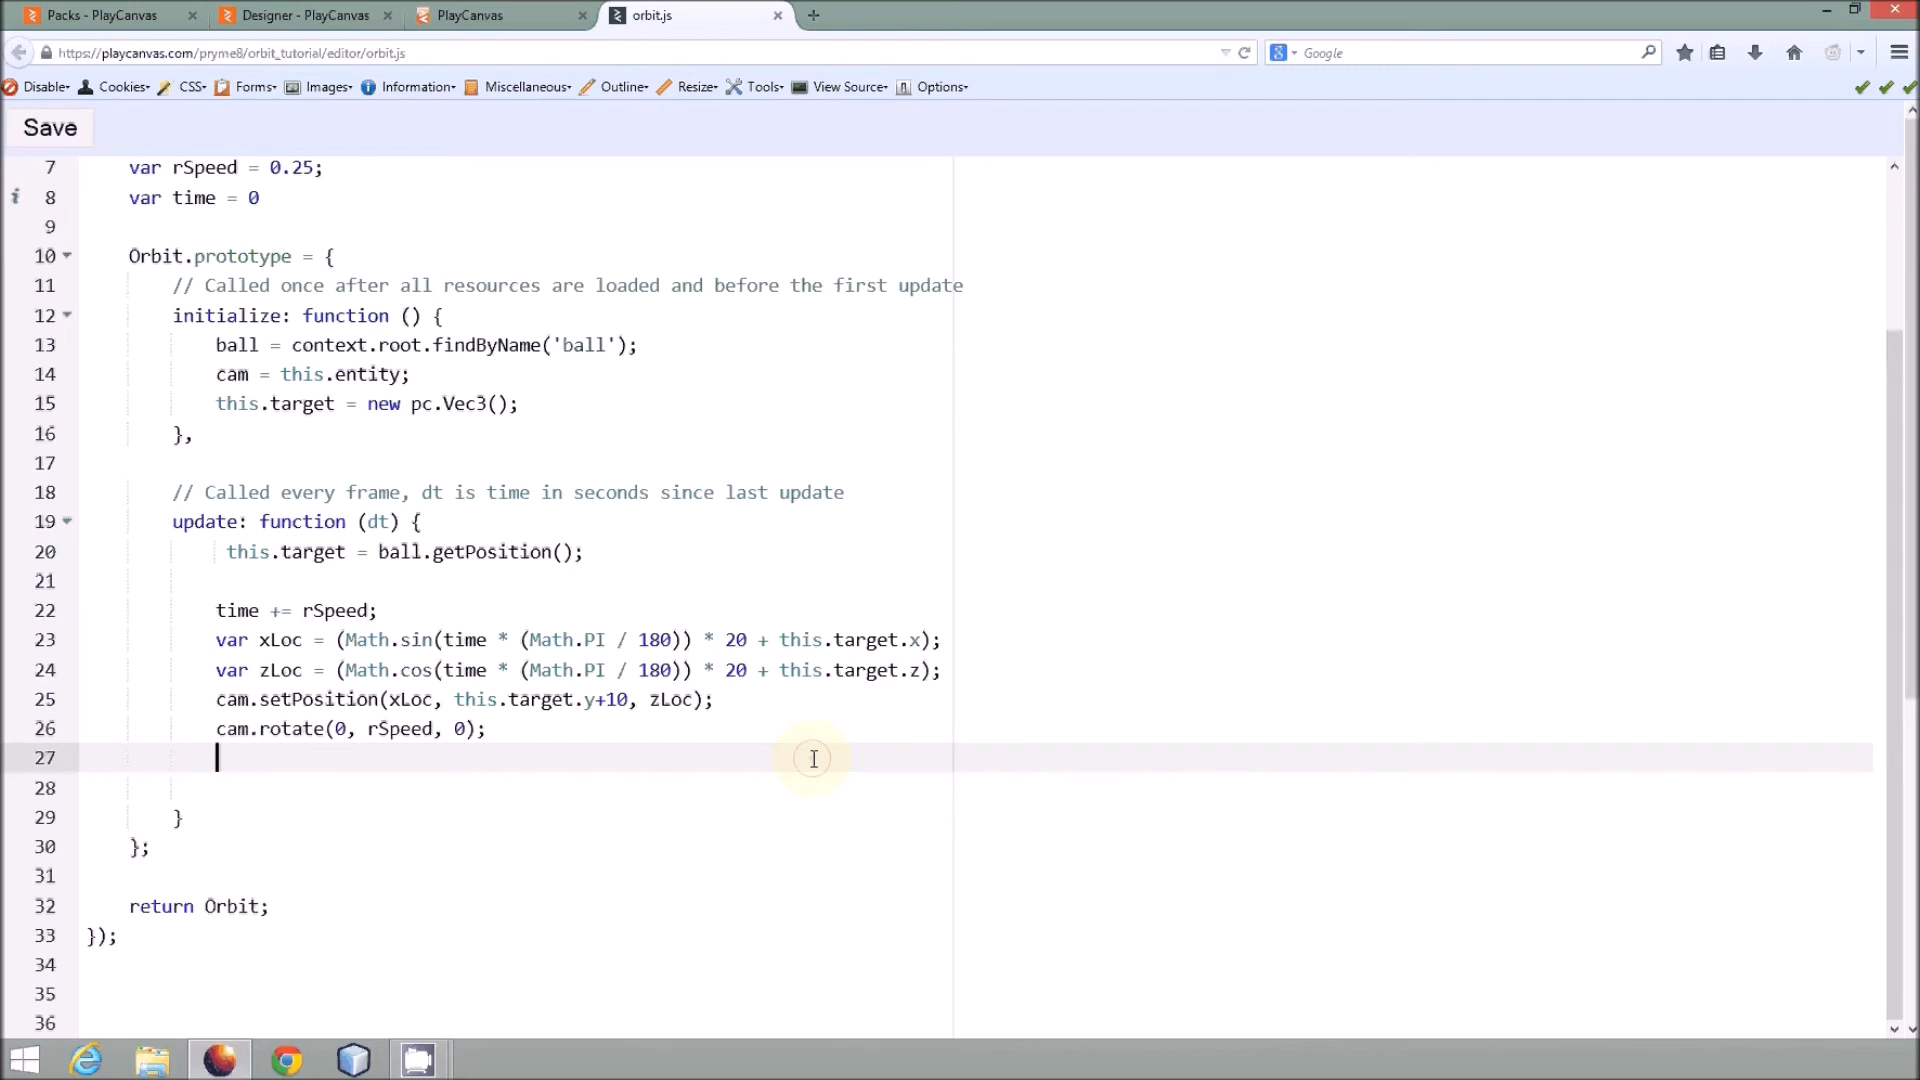 Packs - PlayCanvas
Designer - PlayCanvas
PlayCanvas
orbit.js
https://playcanvas.com/pryme8/orbit_tutorial/editor/orbit.js
Google
Disable
Cookies
CSS
Forms
Images
Information
Miscellaneous
Outline
Resize
Tools
View Source
Options
Save
7 var rSpeed = 0.25;
8 var time = 0
9
10 Orbit.prototype = {
11 // Called once after all resources are loaded and before the first update
12 initialize: function () {
13 ball = context.root.findByName('ball');
14 cam = this.entity;
15 this.target = new pc.Vec3();
16 },
17
18 // Called every frame, dt is time in seconds since last update
19 update: function (dt) {
20 this.target = ball.getPosition();
21
22 time += rSpeed;
23 var xLoc = (Math.sin(time * (Math.PI / 180)) * 20 + this.target.x);
24 var zLoc = (Math.cos(time * (Math.PI / 180)) * 20 + this.target.z);
25 cam.setPosition(xLoc, this.target.y+10, zLoc);
26 cam.rotate(0, rSpeed, 0);
27
28
29 }
30 };
31
32 return Orbit;
33 });
34
35
36